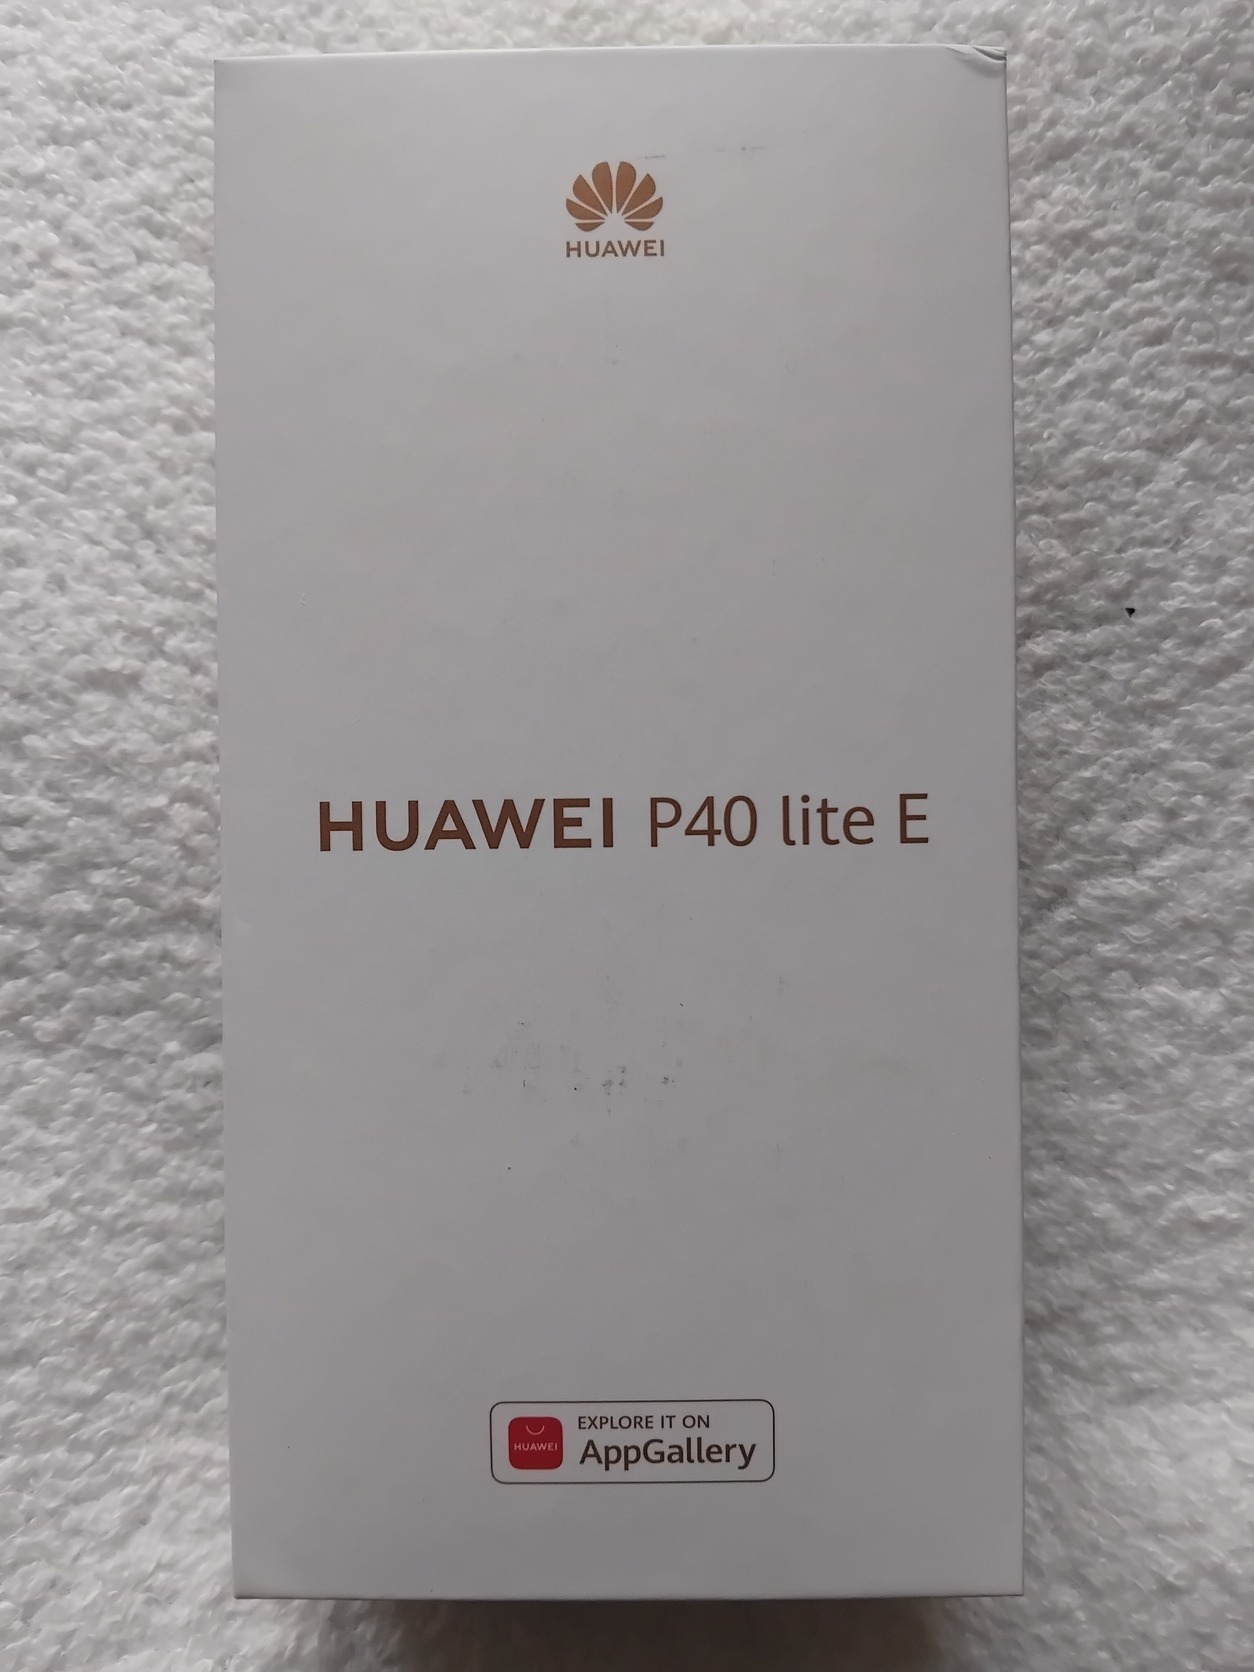 HUAWEI
HUAWEI P40 lite E
HUAWEI
EXPLORE IT ON
AppGallery